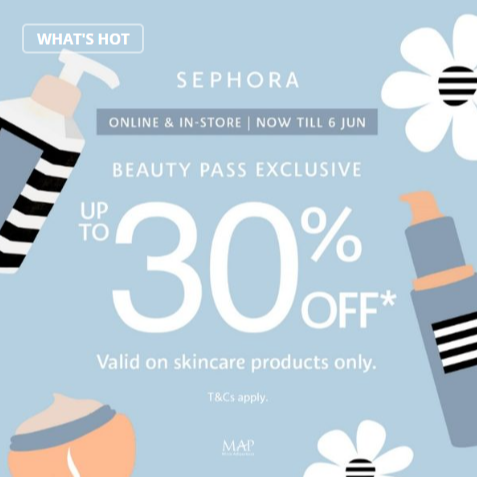 WHAT'S HOT
SEPHORA
ONLINE & IN-STORE | NOW TILL 6 JUN
BEAUTY PASS EXCLUSIVE
UP TO 30% OFF*
Valid on skincare products only.
T&Cs apply.
MAP